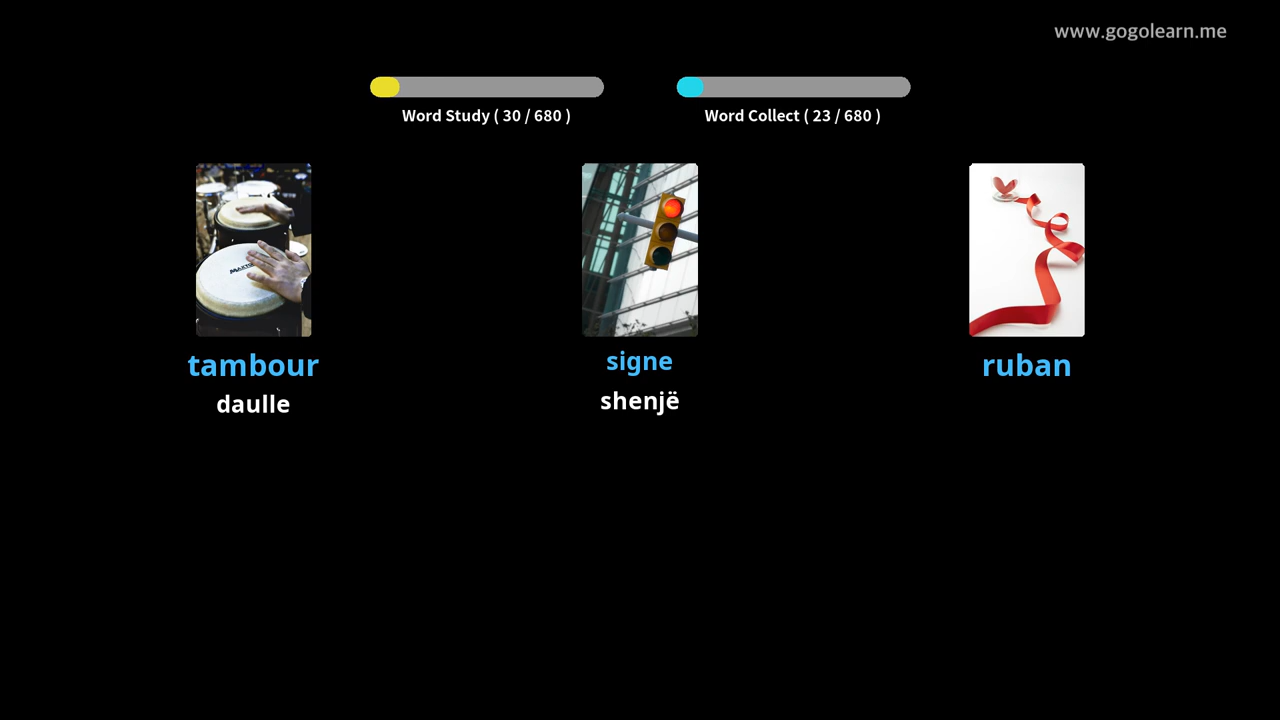 www.gogolearn.me
Word Study ( 30 / 680 )
Word Collect ( 23 / 680 )
tambour
daulle
signe
shenjë
ruban